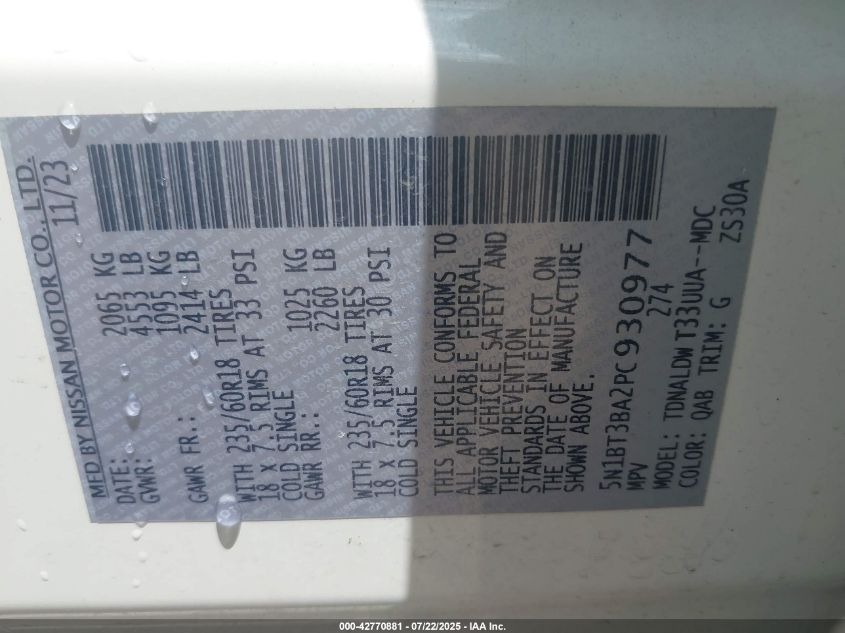 MFD BY NISSAN MOTOR CO., LTD.
DATE: 11/23
GVWR: 2065 KG
4553 LB
GAWR FR.: 1095 KG
2414 LB
WITH 235/60R18 TIRES
18 x 7.5 RIMS AT 33 PSI
COLD SINGLE
GAWR RR.: 1025 KG
2260 LB
WITH 235/60R18 TIRES
18 x 7.5 RIMS AT 30 PSI
COLD SINGLE
THIS VEHICLE CONFORMS TO
ALL APPLICABLE FEDERAL
MOTOR VEHICLE SAFETY AND
THEFT PREVENTION
STANDARDS IN EFFECT ON
THE DATE OF MANUFACTURE
SHOWN ABOVE.
5N1BT3BA2PC930977
MPV 274
MODEL: TDNALDW T33UUA--MDC
COLOR: QAB TRIM: G ZS30A
000-42770881 - 07/22/2025 - IAA Inc.